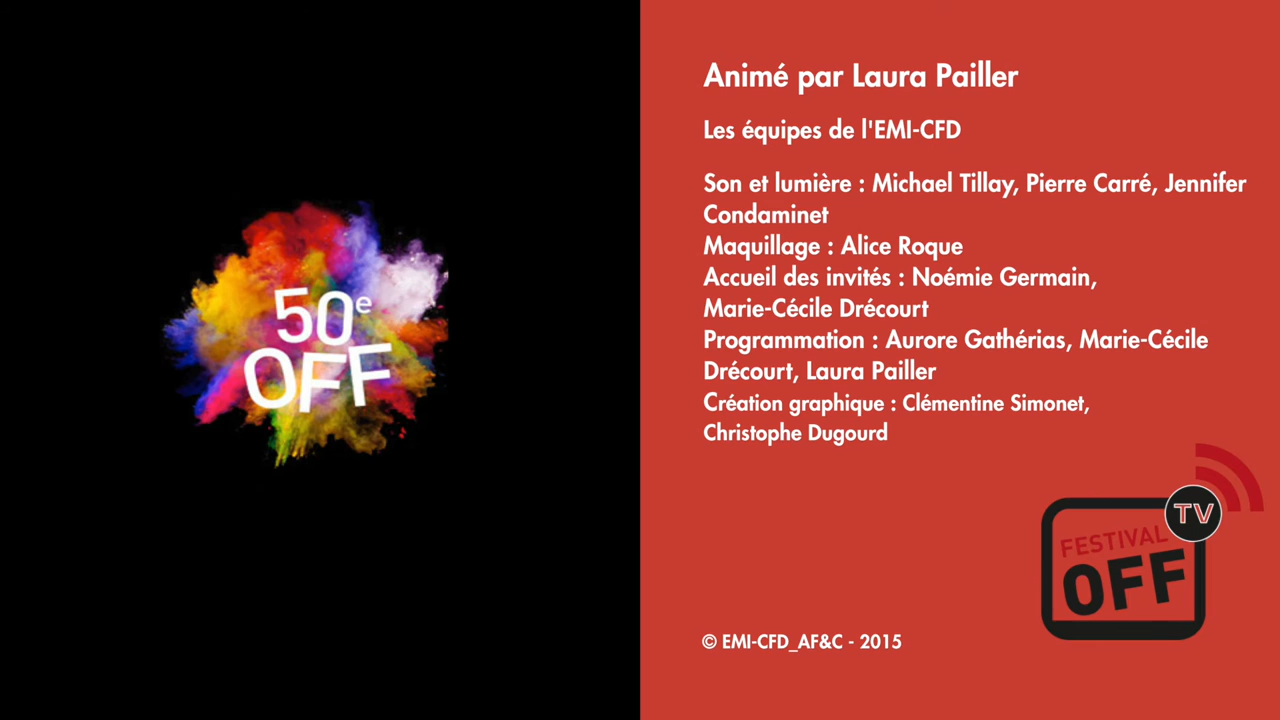 50e
OFF
Animé par Laura Pailler
Les équipes de l'EMI-CFD
Son et lumière : Michael Tillay, Pierre Carré, Jennifer
Condaminet
Maquillage : Alice Roque
Accueil des invités : Noémie Germain,
Marie-Cécile Drécourt
Programmation : Aurore Gathérias, Marie-Cécile
Drécourt, Laura Pailler
Création graphique : Clémentine Simonet,
Christophe Dugourd
TV
FESTIVAL
OFF
© EMI-CFD_AF&C - 2015